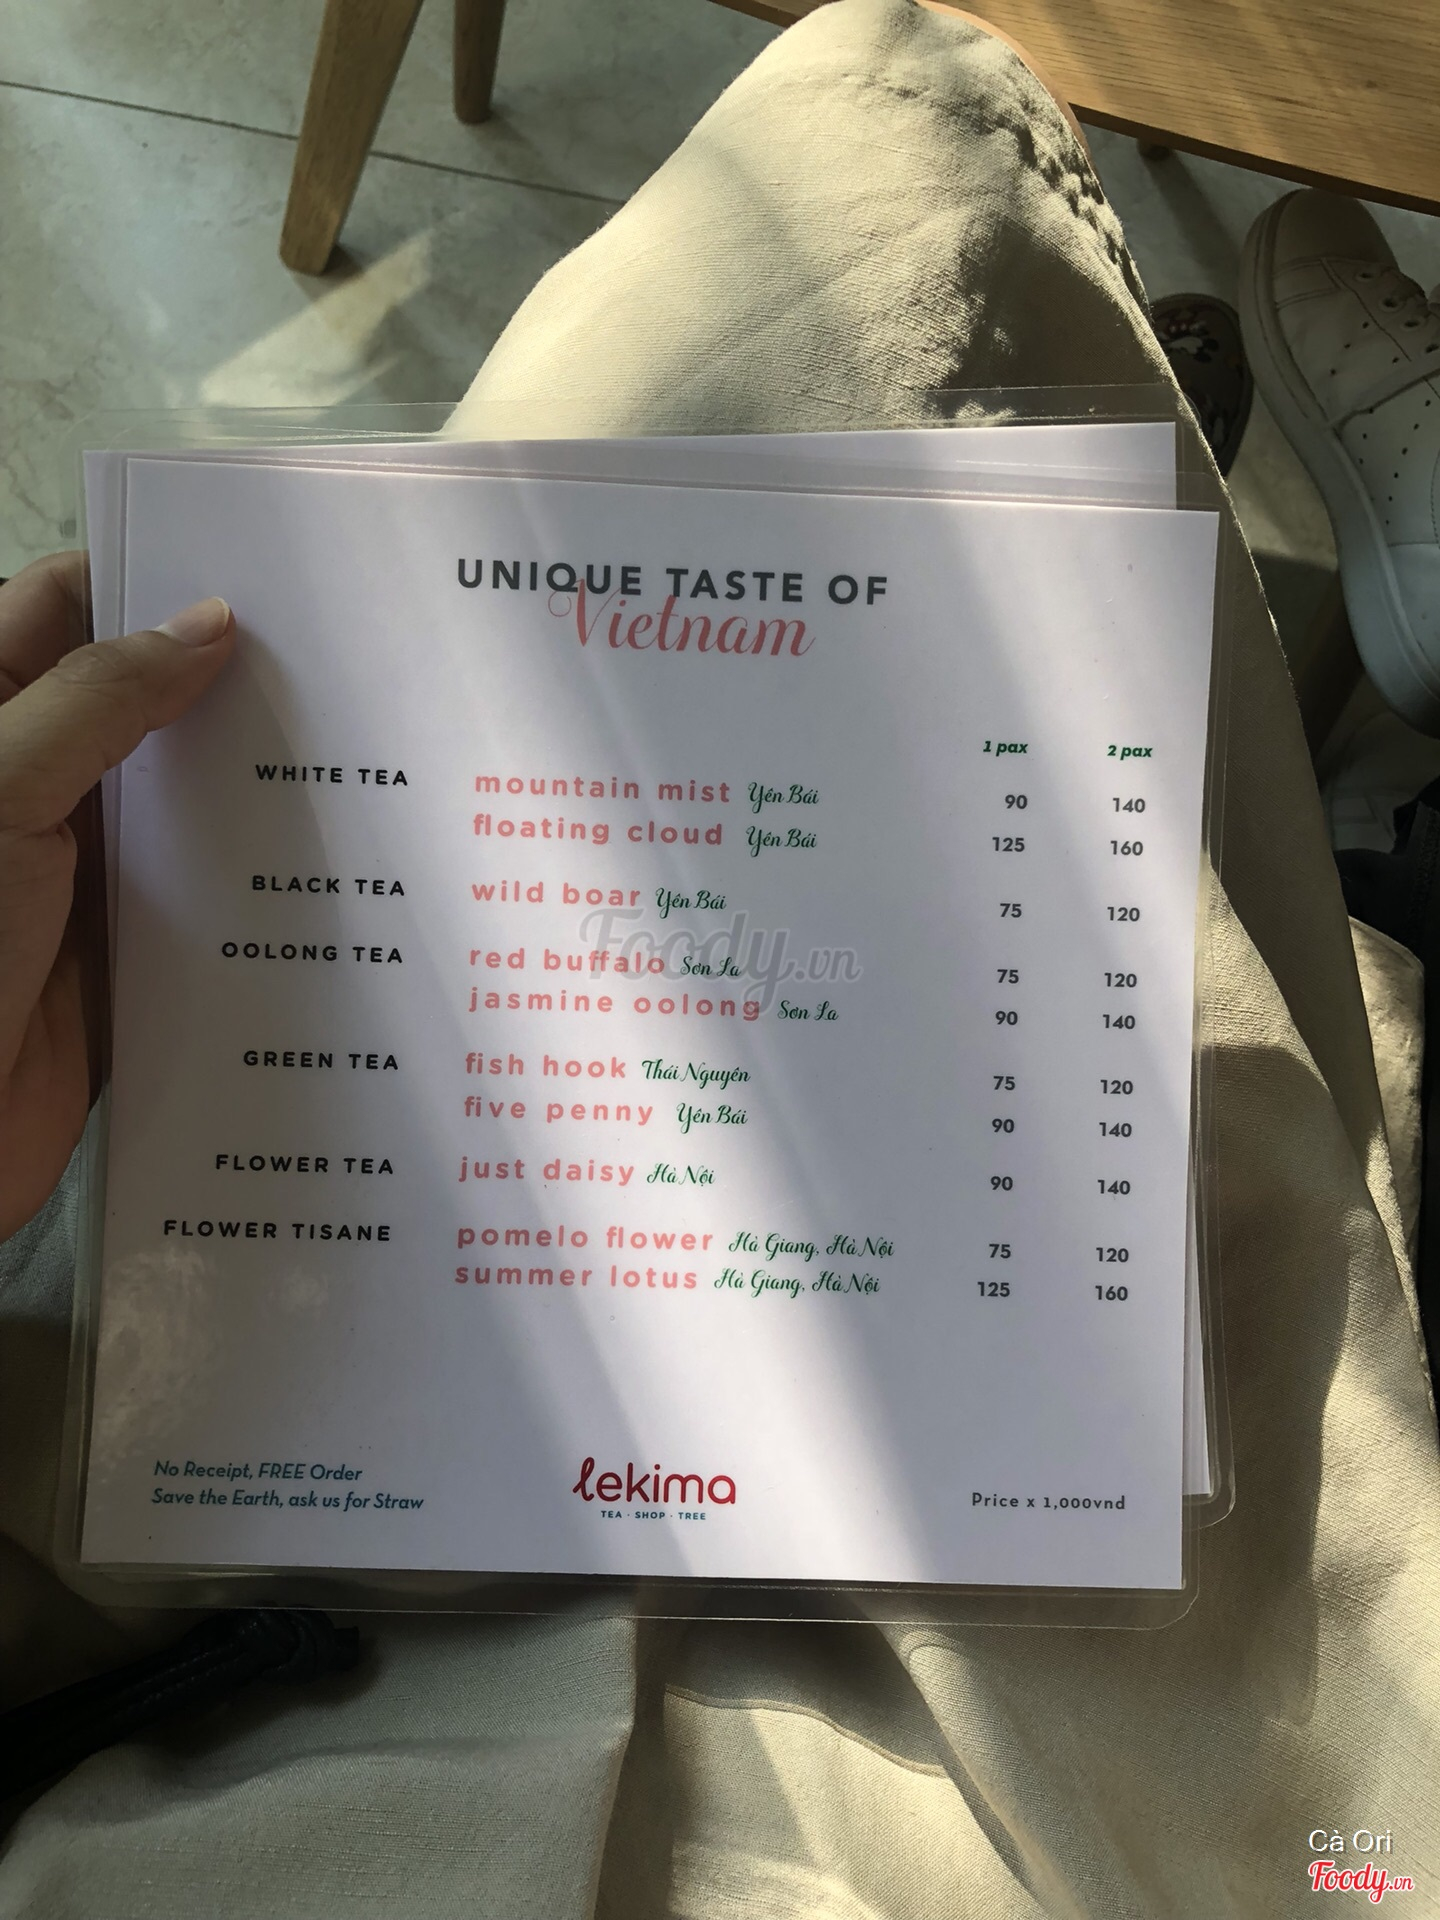 UNIQUE TASTE OF
Vietnam
1 pax 2 pax
WHITE TEA mountain mist Yên Bái 90 140
floating cloud Yên Bái 125 160
BLACK TEA wild boar Yên Bái 75 120
OOLONG TEA red buffalo Sơn La 75 120
jasmine oolong Sơn La 90 140
GREEN TEA fish hook Thái Nguyên 75 120
five penny Yên Bái 90 140
FLOWER TEA just daisy Hà Nội 90 140
FLOWER TISANE pomelo flower Hà Giang, Hà Nội 75 120
summer lotus Hà Giang, Hà Nội 125 160
No Receipt, FREE Order
Save the Earth, ask us for Straw
lekima
TEA · SHOP · TREE
Price x 1,000vnd
Foody.vn
Cà Ori
Foody.vn